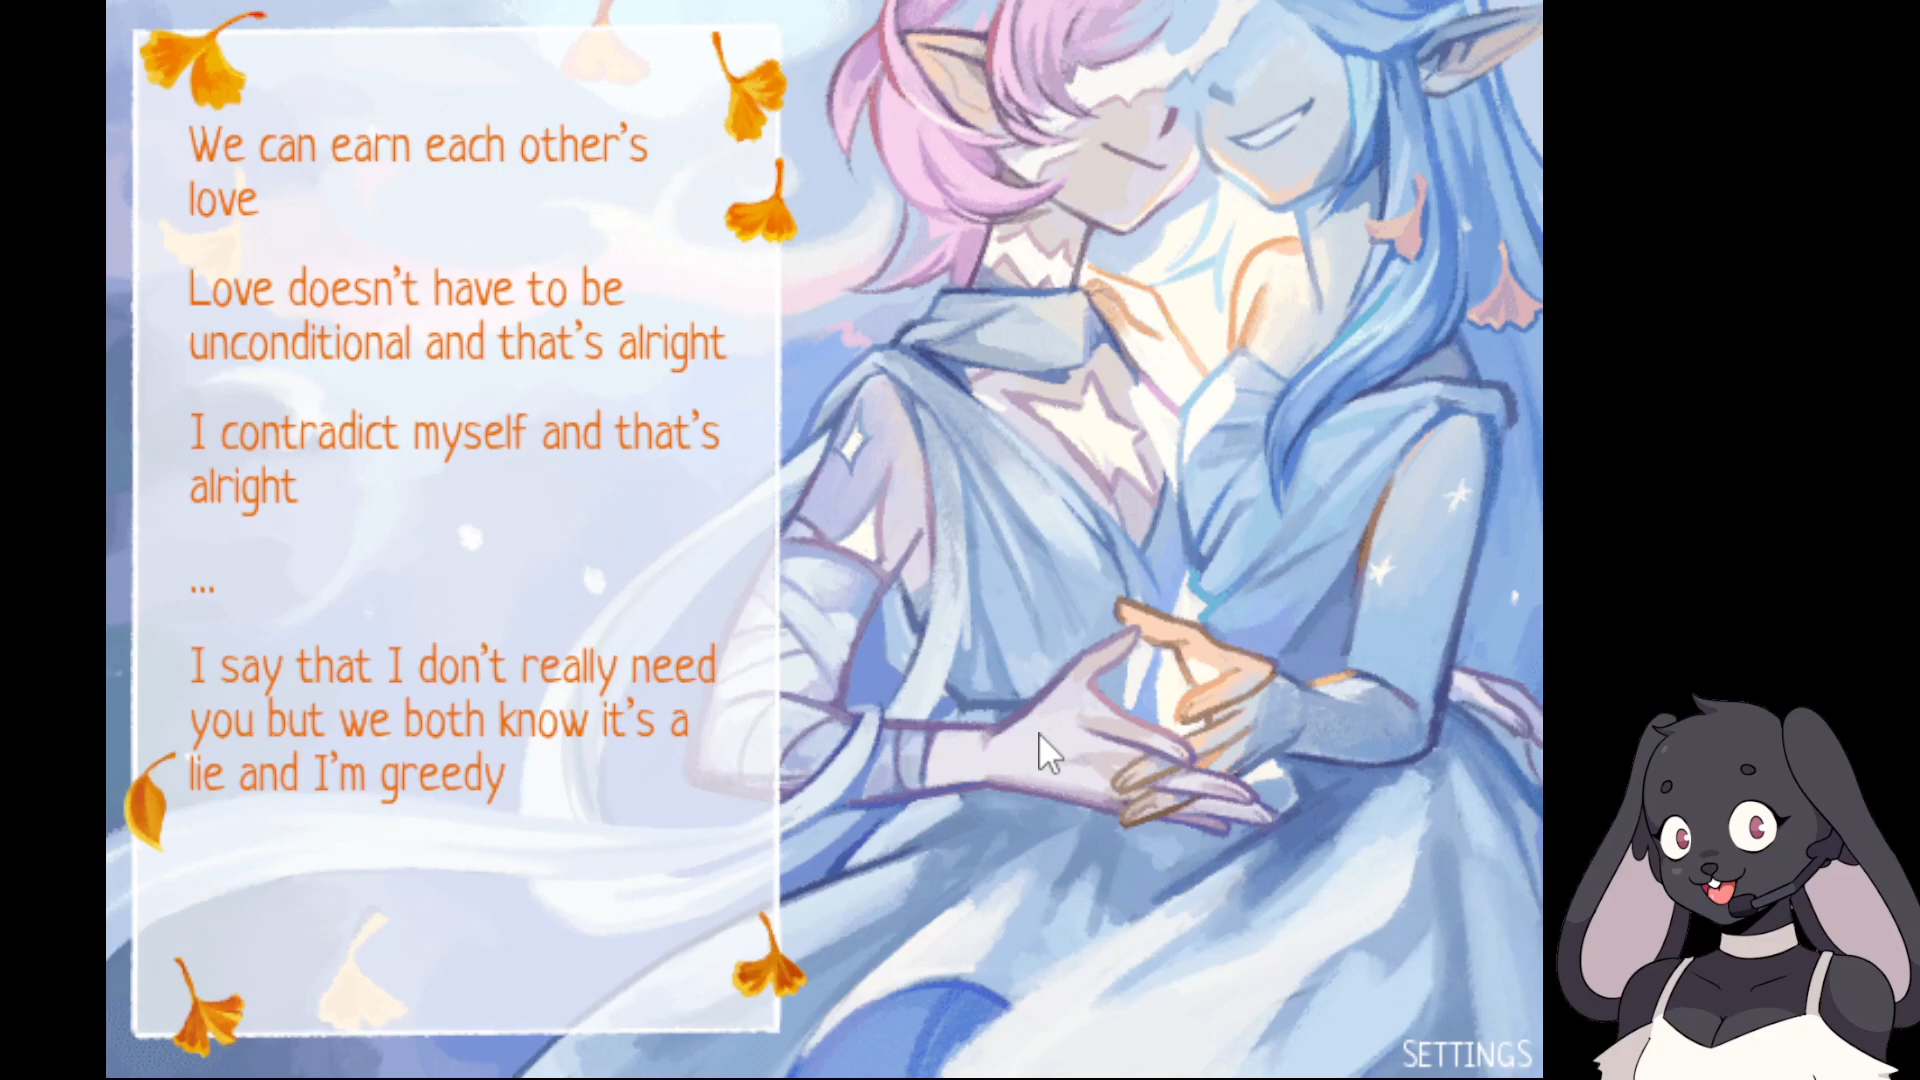 We can earn each other's
love
Love doesn't have to be
unconditional and that's alright
I contradict myself and that's
alright
...
I say that I don't really need
you but we both know it's a
lie and I'm greedy
SETTINGS